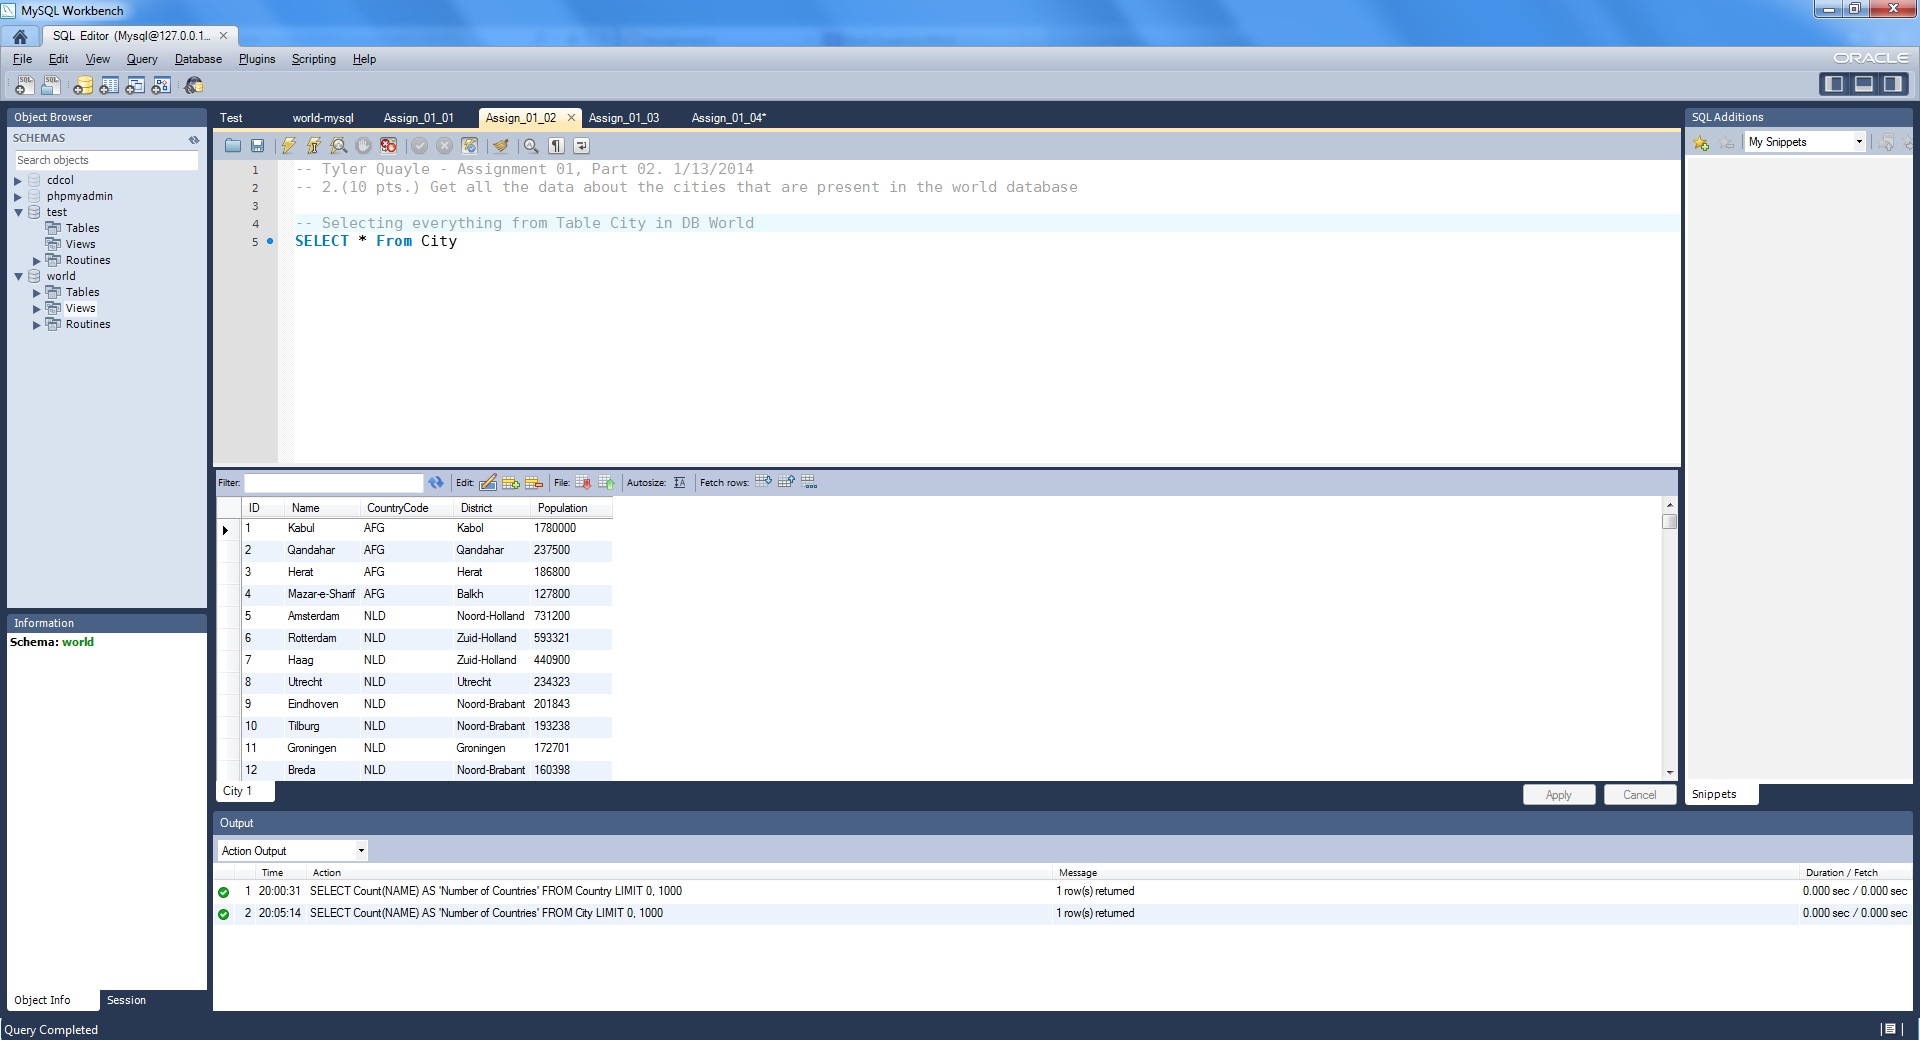 MySQL Workbench
SQL Editor (Mysql@127.0.0.1...
File Edit View Query Database Plugins Scripting Help
ORACLE
Object Browser
SCHEMAS
Search objects
cdcol
phpmyadmin
test
Tables
Views
Routines
world
Tables
Views
Routines
Information
Schema: world
Object Info Session
Test world-mysql Assign_01_01 Assign_01_02 Assign_01_03 Assign_01_04*
1 -- Tyler Quayle - Assignment 01, Part 02. 1/13/2014
2 -- 2.(10 pts.) Get all the data about the cities that are present in the world database
3
4 -- Selecting everything from Table City in DB World
5 SELECT * From City
Filter: Edit: File: Autosize: Fetch rows:
ID Name CountryCode District Population
1 Kabul AFG Kabol 1780000
2 Qandahar AFG Qandahar 237500
3 Herat AFG Herat 186800
4 Mazar-e-Sharif AFG Balkh 127800
5 Amsterdam NLD Noord-Holland 731200
6 Rotterdam NLD Zuid-Holland 593321
7 Haag NLD Zuid-Holland 440900
8 Utrecht NLD Utrecht 234323
9 Eindhoven NLD Noord-Brabant 201843
10 Tilburg NLD Noord-Brabant 193238
11 Groningen NLD Groningen 172701
12 Breda NLD Noord-Brabant 160398
City 1
Apply Cancel
SQL Additions
My Snippets
Snippets
Output
Action Output
Time Action Message Duration / Fetch
1 20:00:31 SELECT Count(NAME) AS 'Number of Countries' FROM Country LIMIT 0, 1000 1 row(s) returned 0.000 sec / 0.000 sec
2 20:05:14 SELECT Count(NAME) AS 'Number of Countries' FROM City LIMIT 0, 1000 1 row(s) returned 0.000 sec / 0.000 sec
Query Completed